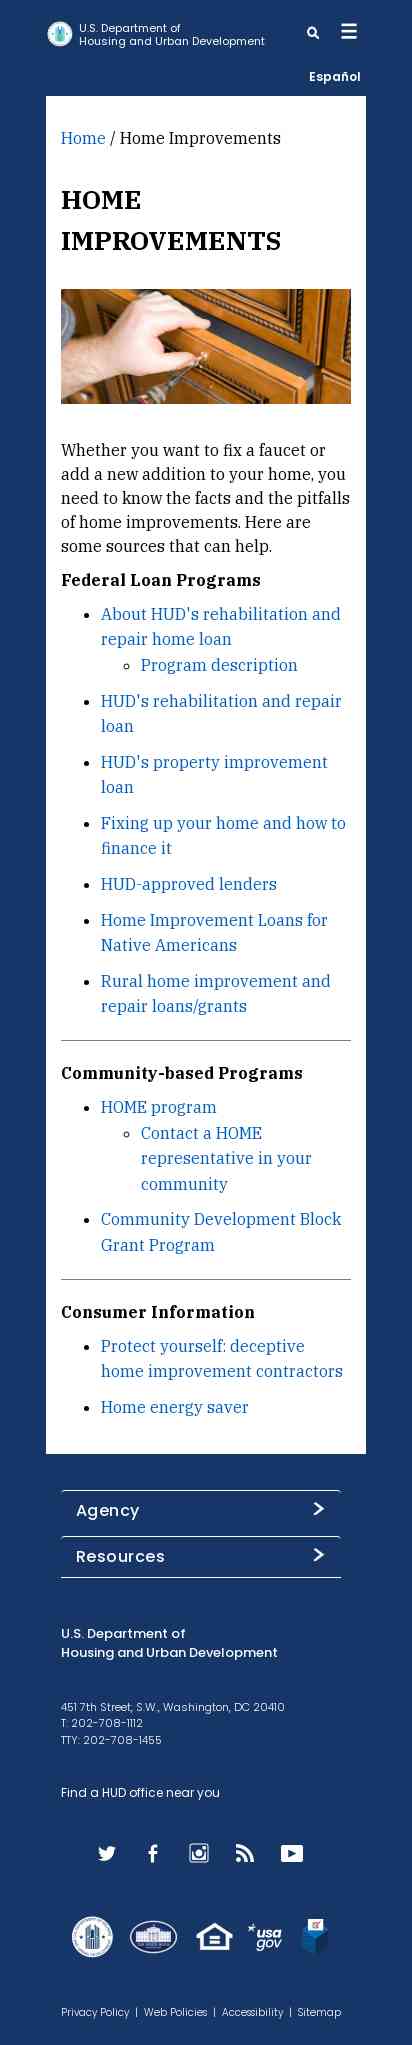 U.S. Department of
Housing and Urban Development
Español
Home / Home Improvements
HOME
IMPROVEMENTS
Whether you want to fix a faucet or
add a new addition to your home, you
need to know the facts and the pitfalls
of home improvements. Here are
some sources that can help.
Federal Loan Programs
About HUD's rehabilitation and
repair home loan
Program description
HUD's rehabilitation and repair
loan
HUD's property improvement
loan
Fixing up your home and how to
finance it
HUD-approved lenders
Home Improvement Loans for
Native Americans
Rural home improvement and
repair loans/grants
Community-based Programs
HOME program
Contact a HOME
representative in your
community
Community Development Block
Grant Program
Consumer Information
Protect yourself: deceptive
home improvement contractors
Home energy saver
Agency
Resources
U.S. Department of
Housing and Urban Development
451 7th Street, S.W., Washington, DC 20410
T: 202-708-1112
TTY: 202-708-1455
Find a HUD office near you
usa
gov
Privacy Policy | Web Policies | Accessibility | Sitemap